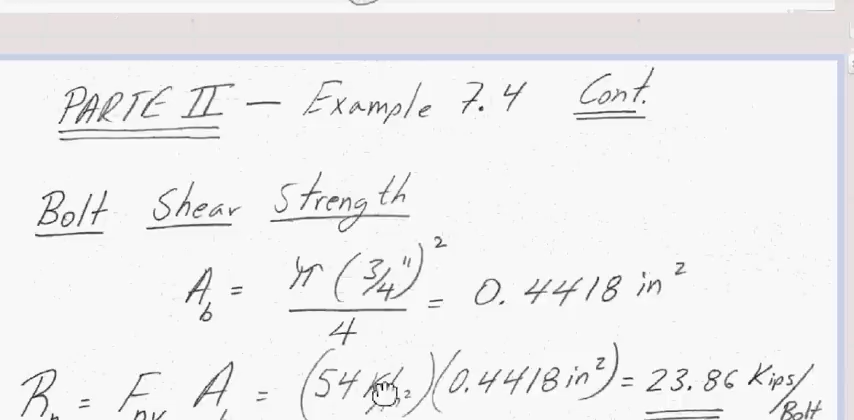 PARTE II — Example 7.4 Cont.
Bolt Shear Strength
A_b = π (3/4")² / 4 = 0.4418 in²
R_n = F_nv A_b = (54 K/in²)(0.4418 in²) = 23.86 Kips/Bolt